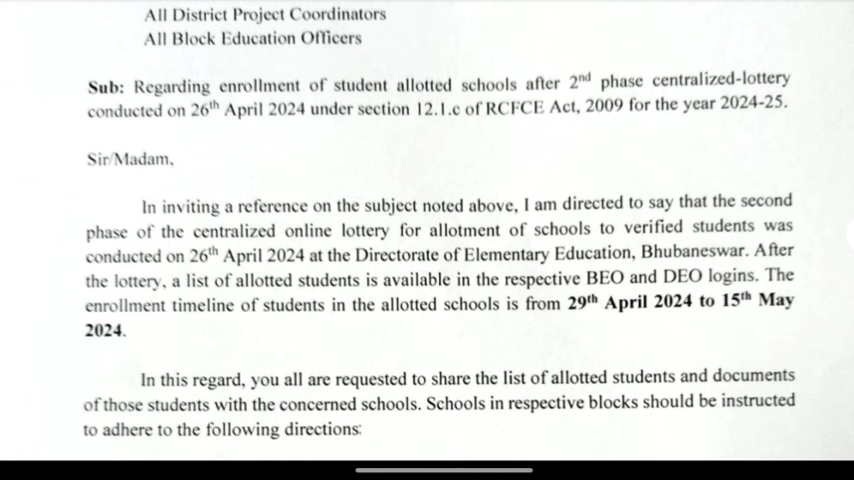 All District Project Coordinators
All Block Education Officers
Sub: Regarding enrollment of student allotted schools after 2nd phase centralized-lottery
conducted on 26th April 2024 under section 12.1.c of RCFCE Act, 2009 for the year 2024-25.
Sir/Madam,
In inviting a reference on the subject noted above, I am directed to say that the second
phase of the centralized online lottery for allotment of schools to verified students was
conducted on 26th April 2024 at the Directorate of Elementary Education, Bhubaneswar. After
the lottery, a list of allotted students is available in the respective BEO and DEO logins. The
enrollment timeline of students in the allotted schools is from 29th April 2024 to 15th May
2024.
In this regard, you all are requested to share the list of allotted students and documents
of those students with the concerned schools. Schools in respective blocks should be instructed
to adhere to the following directions: